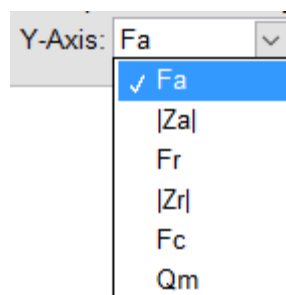 Y-Axis: Fa
✓ Fa
|Za|
Fr
|Zr|
Fc
Qm